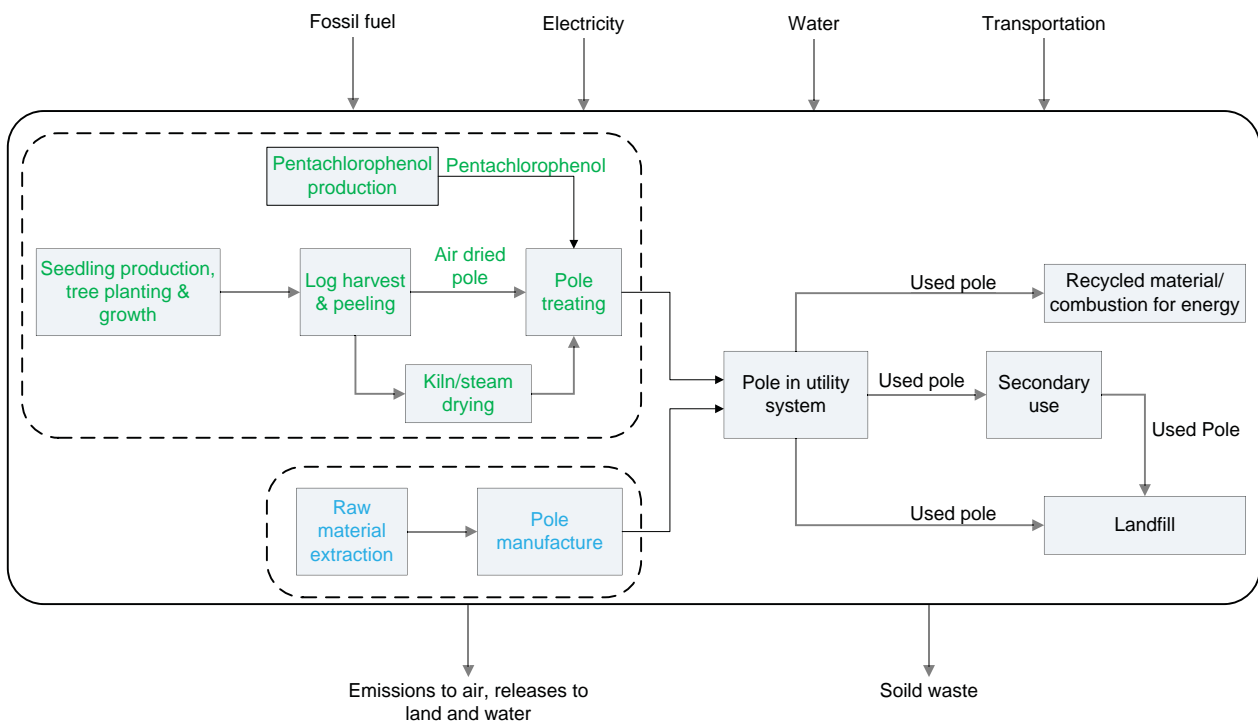 Fossil fuel
Electricity
Water
Transportation
Pentachlorophenol
production
Pentachlorophenol
Seedling production,
tree planting &
growth
Log harvest
& peeling
Air dried
pole
Pole
treating
Kiln/steam
drying
Raw
material
extraction
Pole
manufacture
Pole in utility
system
Used pole
Recycled material/
combustion for energy
Used pole
Secondary
use
Used Pole
Used pole
Landfill
Emissions to air, releases to
land and water
Soild waste